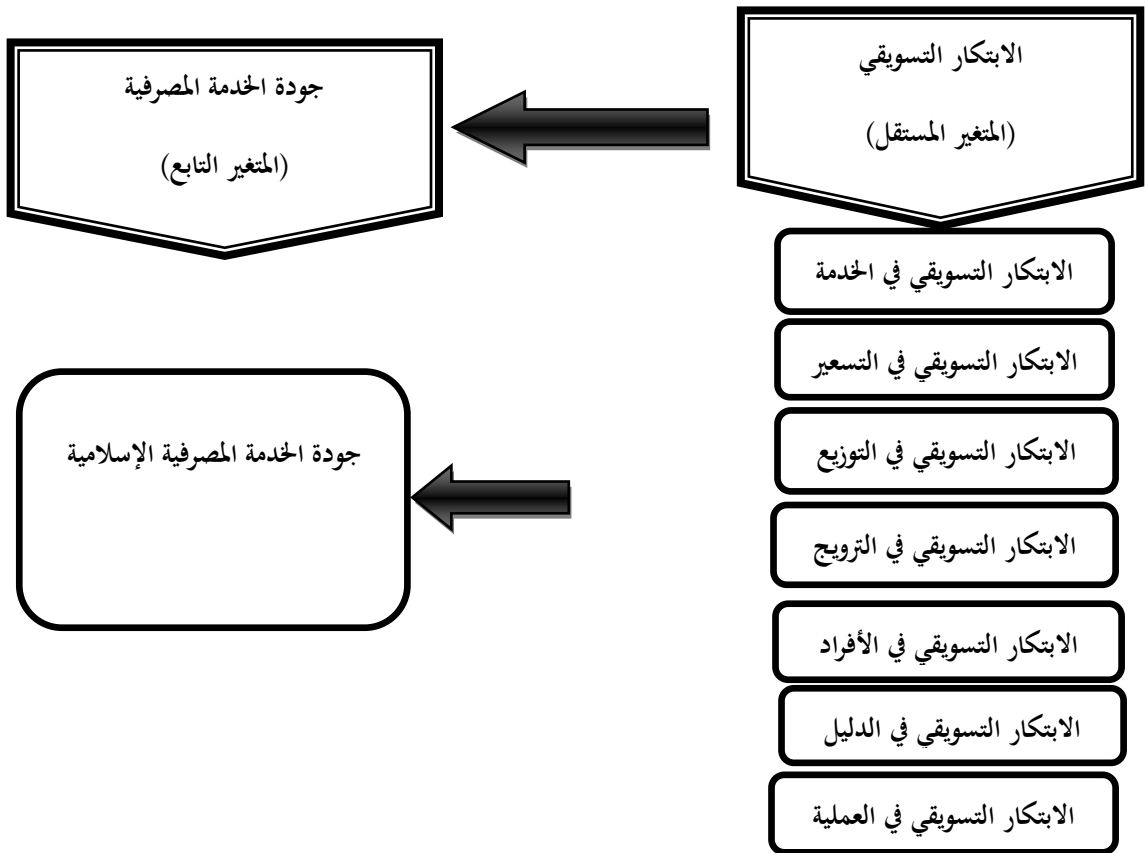 الابتكار التسويقي
(المتغير المستقل)
جودة الخدمة المصرفية
(المتغير التابع)
الابتكار التسويقي في الخدمة
الابتكار التسويقي في التسعير
الابتكار التسويقي في التوزيع
الابتكار التسويقي في الترويج
الابتكار التسويقي في الأفراد
الابتكار التسويقي في الدليل
الابتكار التسويقي في العملية
جودة الخدمة المصرفية الإسلامية